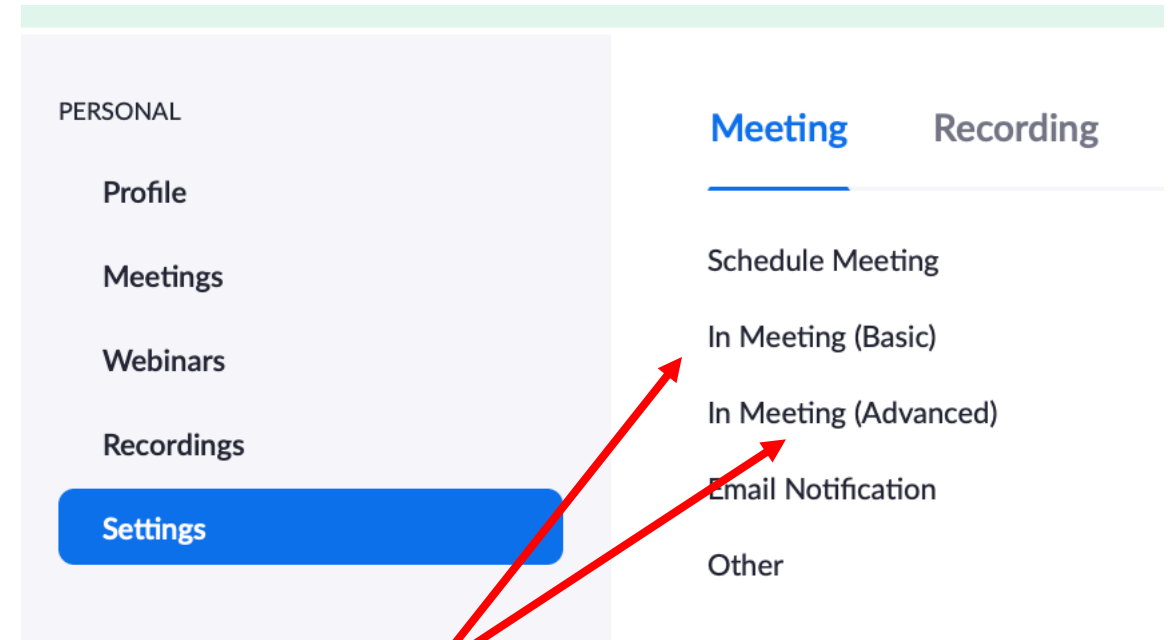 PERSONAL
Profile
Meetings
Webinars
Recordings
Settings
Meeting Recording
Schedule Meeting
In Meeting (Basic)
In Meeting (Advanced)
Email Notification
Other